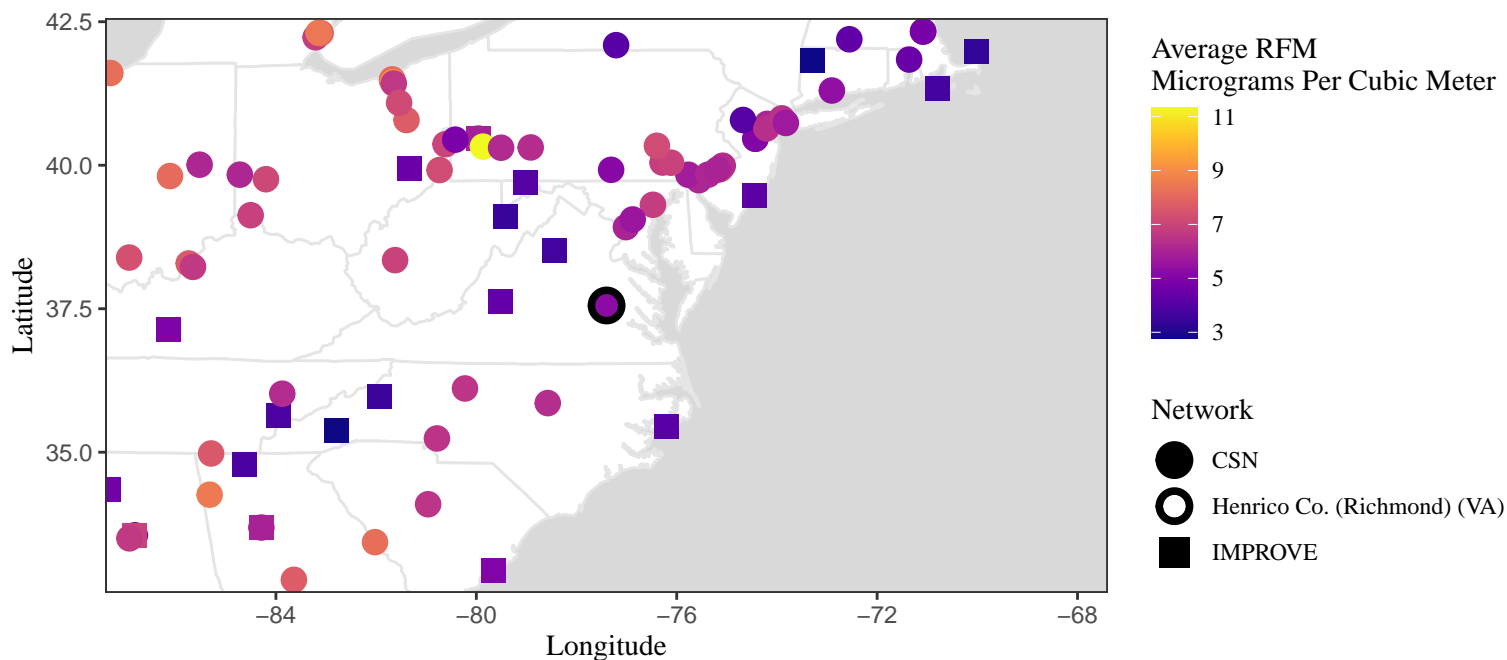 42.5
40.0
37.5
35.0
Latitude
−84
−80
−76
−72
−68
Longitude
Average RFM
Micrograms Per Cubic Meter
11
9
7
5
3
Network
CSN
Henrico Co. (Richmond) (VA)
IMPROVE